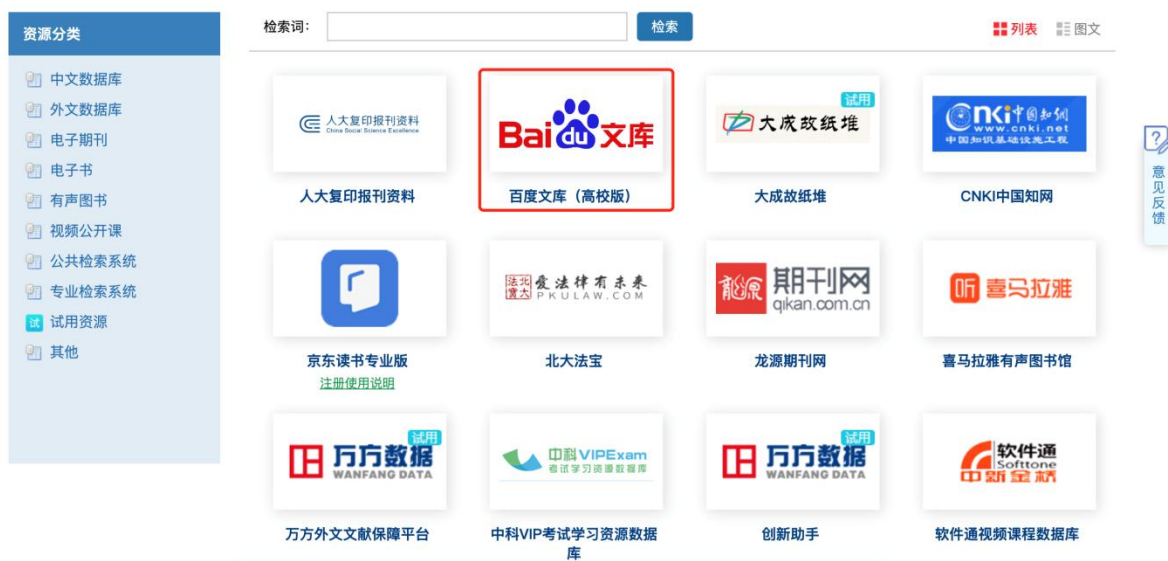 资源分类
中文数据库
外文数据库
电子期刊
电子书
有声图书
视频公开课
公共检索系统
专业检索系统
试 试用资源
其他
检索词:
检索
列表
图文
人大复印报刊资料
China Social Science Excellence
人大复印报刊资料
Bai du 文库
百度文库（高校版）
试用
大成故纸堆
大成故纸堆
cnki 中国知网
www.cnki.net
中国知识基础设施工程
CNKI中国知网
京东读书专业版
注册使用说明
北大法宝 爱法律有未来
PKULAW.COM
北大法宝
龙源 期刊网
qikan.com.cn
龙源期刊网
听 喜马拉雅
喜马拉雅有声图书馆
试用
万方数据
WANFANG DATA
万方外文文献保障平台
中科VIPExam
考试学习资源数据库
中科VIP考试学习资源数据
库
试用
万方数据
WANFANG DATA
创新助手
软件通
Softtone
中新金桥
软件通视频课程数据库
?
意见反馈